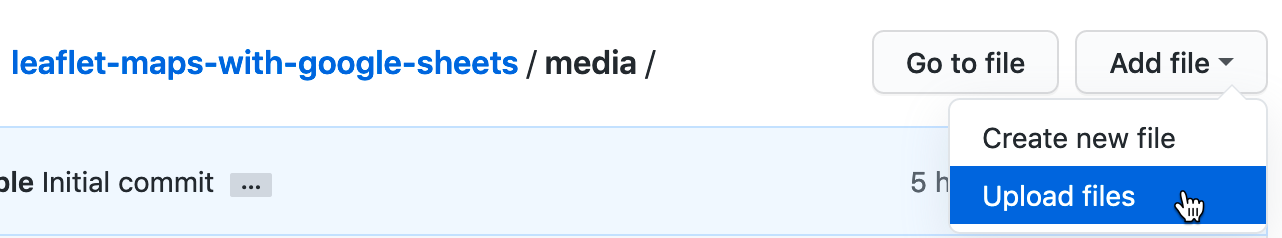 leaflet-maps-with-google-sheets / media /
Go to file
Add file
Create new file
Upload files
Initial commit ...
5